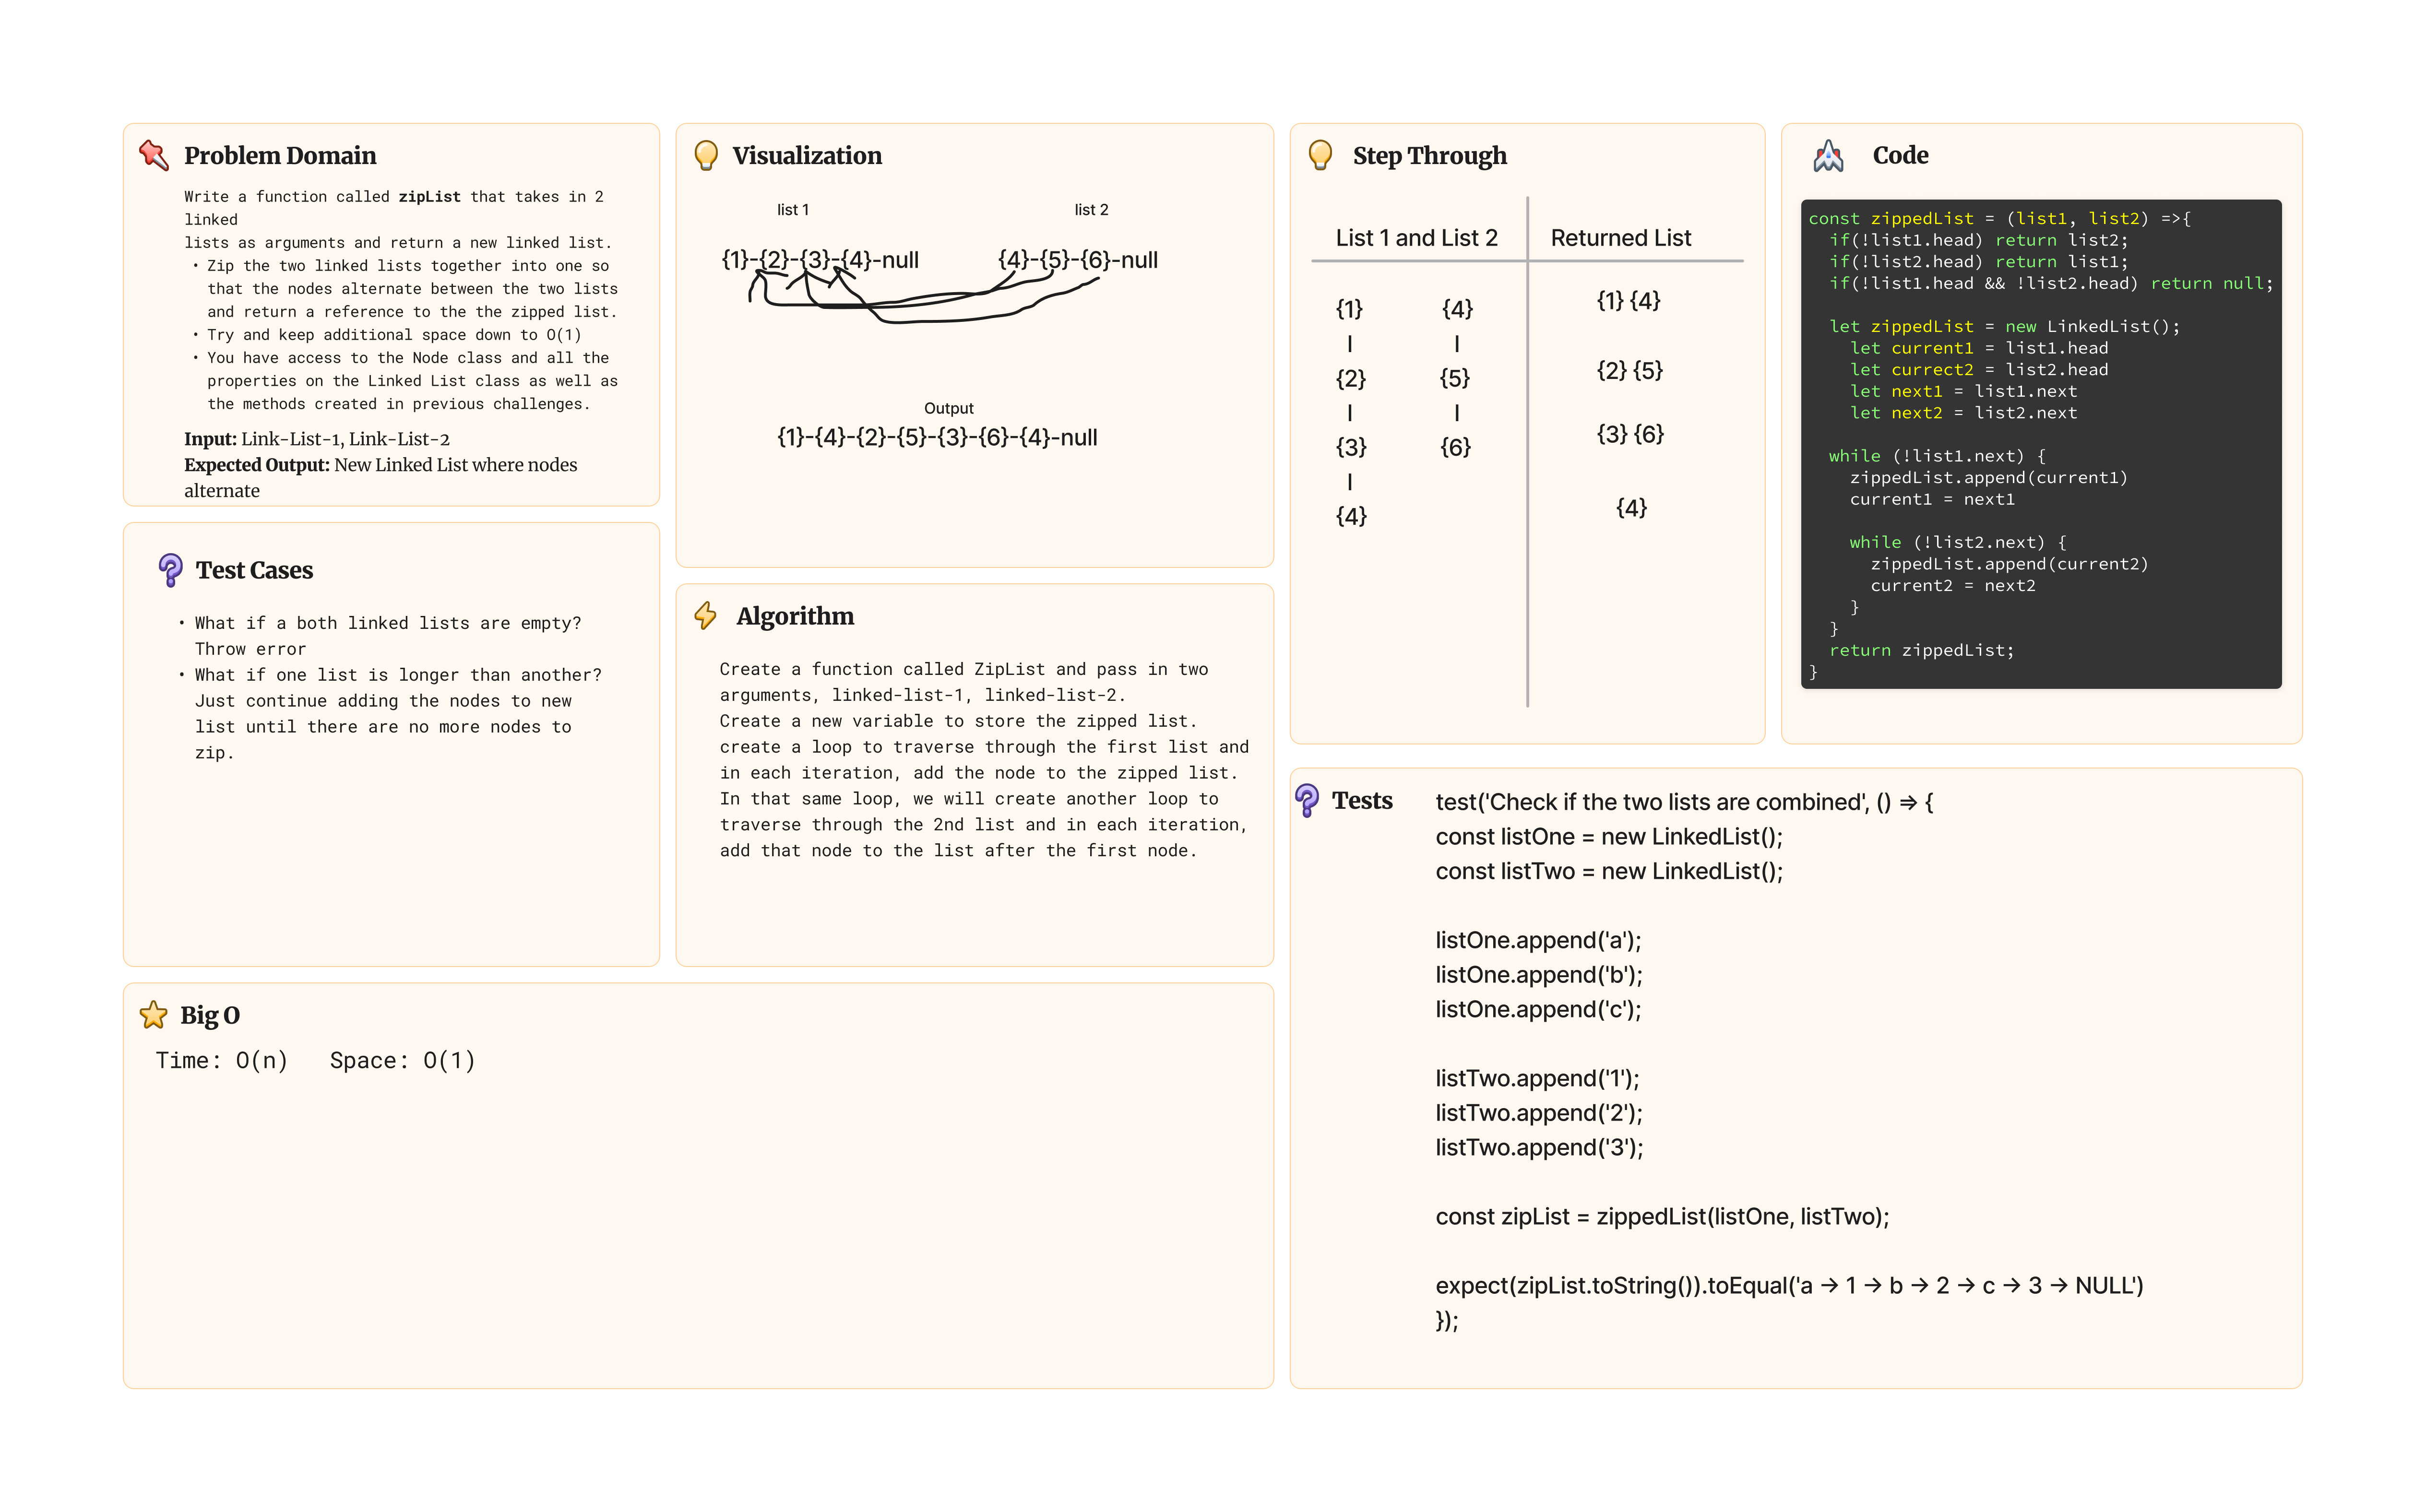 Problem Domain
Write a function called zipList that takes in 2
linked
lists as arguments and return a new linked list.
• Zip the two linked lists together into one so
that the nodes alternate between the two lists
and return a reference to the the zipped list.
• Try and keep additional space down to O(1)
• You have access to the Node class and all the
properties on the Linked List class as well as
the methods created in previous challenges.
Input: Link-List-1, Link-List-2
Expected Output: New Linked List where nodes
alternate
Test Cases
• What if a both linked lists are empty?
Throw error
• What if one list is longer than another?
Just continue adding the nodes to new
list until there are no more nodes to
zip.
Visualization
list 1 list 2
{1}-{2}-{3}-{4}-null {4}-{5}-{6}-null
Output
{1}-{4}-{2}-{5}-{3}-{6}-{4}-null
Algorithm
Create a function called ZipList and pass in two
arguments, linked-list-1, linked-list-2.
Create a new variable to store the zipped list.
create a loop to traverse through the first list and
in each iteration, add the node to the zipped list.
In that same loop, we will create another loop to
traverse through the 2nd list and in each iteration,
add that node to the list after the first node.
Big O
Time: O(n) Space: O(1)
Step Through
List 1 and List 2 Returned List
{1} {4} {1} {4}
{2} {5} {2} {5}
{3} {6} {3} {6}
{4} {4}
Code
const zippedList = (list1, list2) =>{
if(!list1.head) return list2;
if(!list2.head) return list1;
if(!list1.head && !list2.head) return null;
let zippedList = new LinkedList();
let current1 = list1.head
let currect2 = list2.head
let next1 = list1.next
let next2 = list2.next
while (!list1.next) {
zippedList.append(current1)
current1 = next1
while (!list2.next) {
zippedList.append(current2)
current2 = next2
}
}
return zippedList;
}
Tests
test('Check if the two lists are combined', () => {
const listOne = new LinkedList();
const listTwo = new LinkedList();
listOne.append('a');
listOne.append('b');
listOne.append('c');
listTwo.append('1');
listTwo.append('2');
listTwo.append('3');
const zipList = zippedList(listOne, listTwo);
expect(zipList.toString()).toEqual('a -> 1 -> b -> 2 -> c -> 3 -> NULL')
});